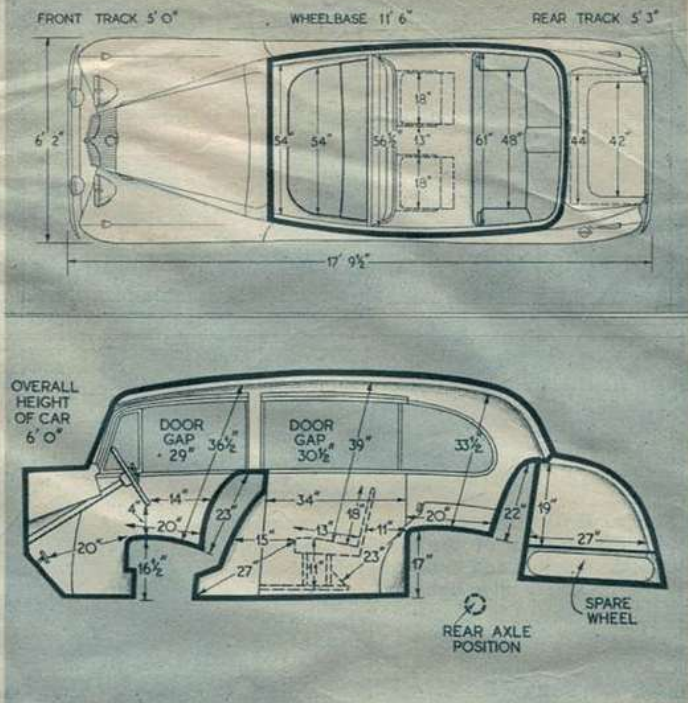 FRONT TRACK 5' 0" WHEELBASE 11' 6" REAR TRACK 5' 3"
6' 2"
54" 54" 56½" 18" 13" 18" 61" 48" 44" 42"
17' 9½"
OVERALL
HEIGHT
OF CAR
6' 0"
DOOR
GAP
29"
36½"
DOOR
GAP
30½"
39"
33½"
14" 23" 34" 18" 22" 19"
4"
20" 13" 11" 20"
20" 15" 23" 27"
16½" 27" 11" 17"
SPARE
WHEEL
REAR AXLE
POSITION